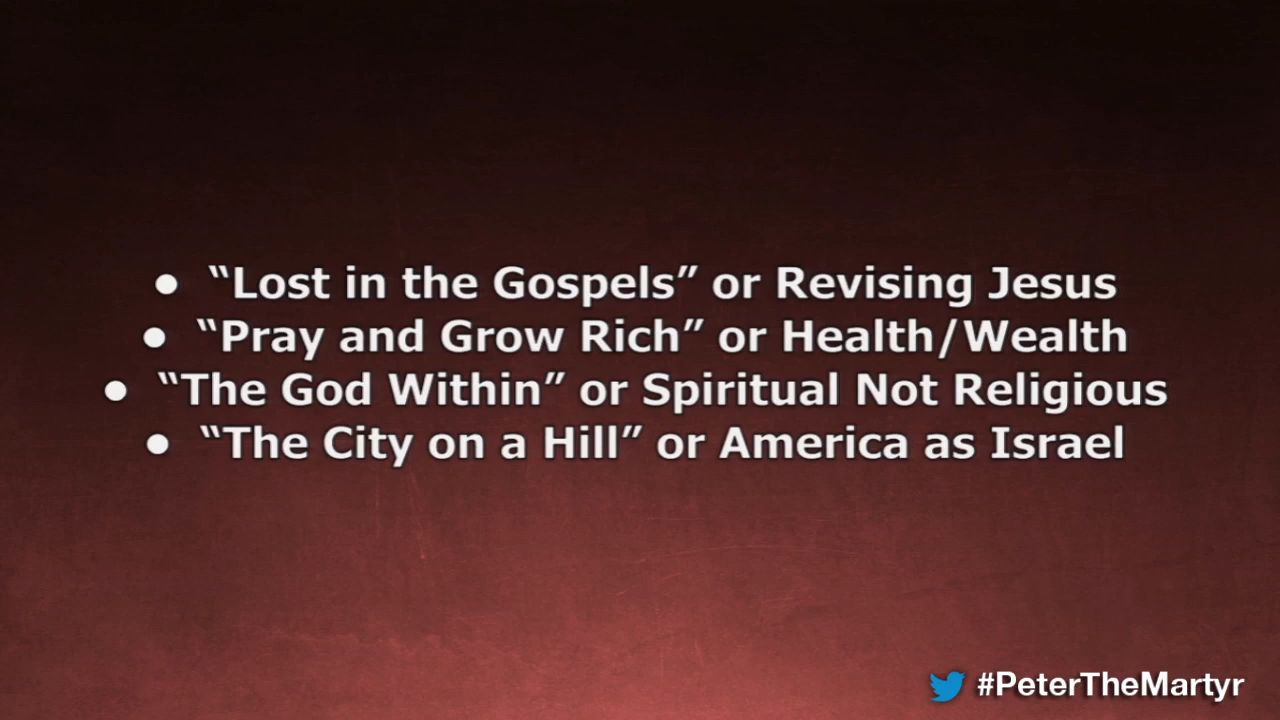 ● “Lost in the Gospels” or Revising Jesus
● “Pray and Grow Rich” or Health/Wealth
● “The God Within” or Spiritual Not Religious
● “The City on a Hill” or America as Israel
#PeterTheMartyr